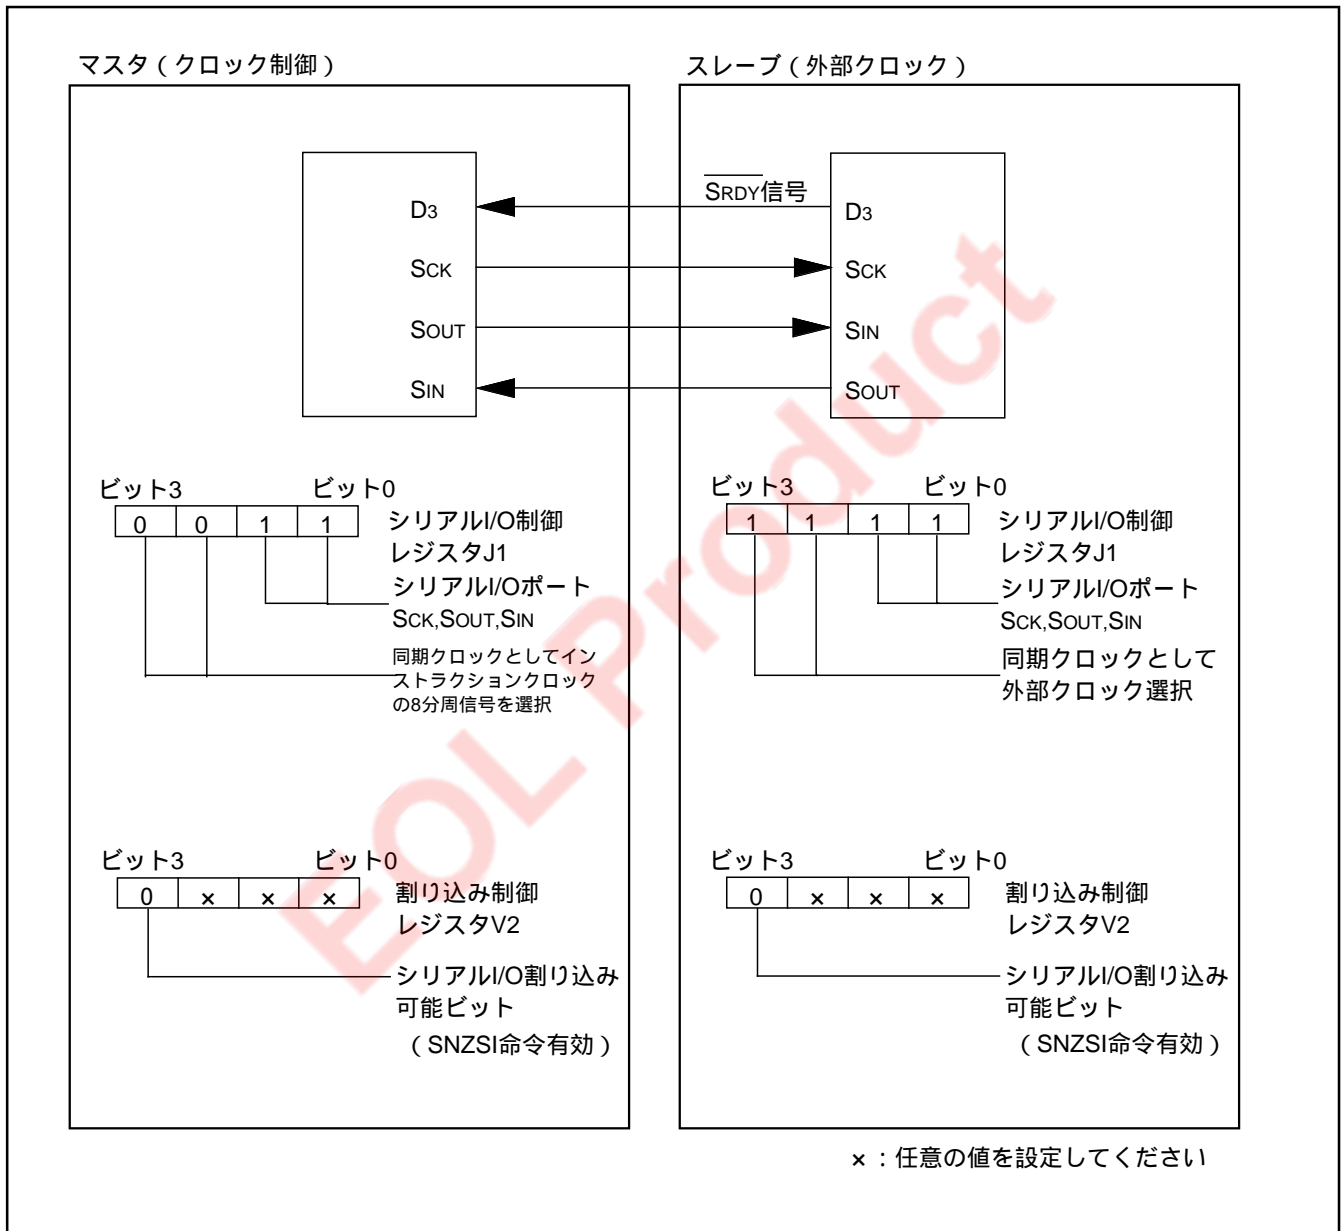 マスタ（クロック制御）
D3
SCK
SOUT
SIN
ビット3 ビット0
0 0 1 1
シリアルI/O制御
レジスタJ1
シリアルI/Oポート
SCK,SOUT,SIN
同期クロックとしてイン
ストラクションクロック
の8分周信号を選択
ビット3 ビット0
0 × × ×
割り込み制御
レジスタV2
シリアルI/O割り込み
可能ビット
（SNZSI命令有効）
スレーブ（外部クロック）
SRDY信号
D3
SCK
SIN
SOUT
ビット3 ビット0
1 1 1 1
シリアルI/O制御
レジスタJ1
シリアルI/Oポート
SCK,SOUT,SIN
同期クロックとして
外部クロック選択
ビット3 ビット0
0 × × ×
割り込み制御
レジスタV2
シリアルI/O割り込み
可能ビット
（SNZSI命令有効）
×：任意の値を設定してください
EOL Product